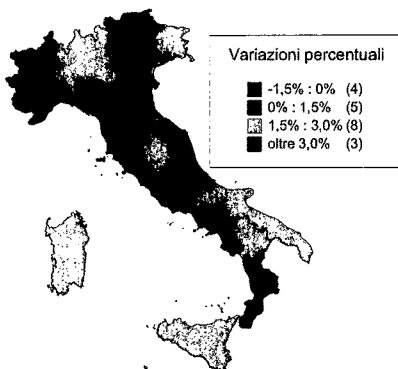 Variazioni percentuali
-1,5% : 0% (4)
0% : 1,5% (5)
1,5% : 3,0% (8)
oltre 3,0% (3)